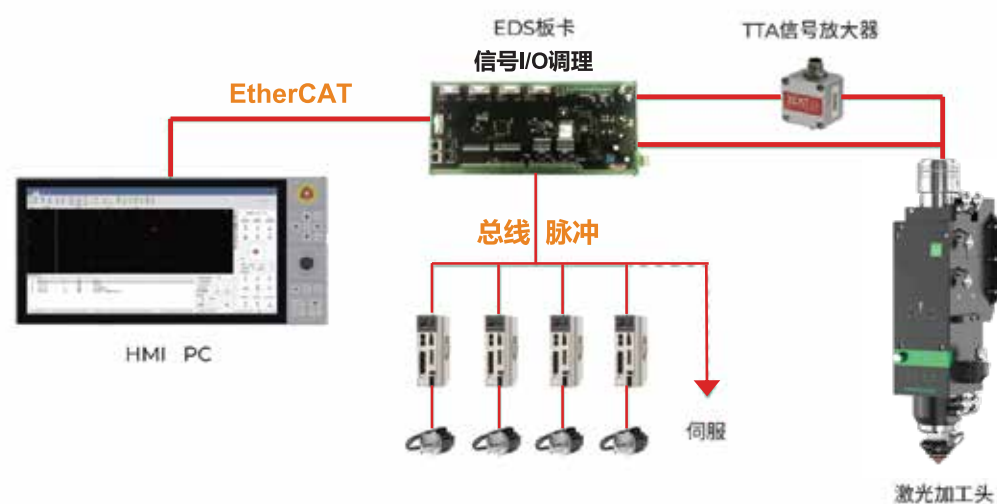 EDS板卡
信号I/O调理
TTA信号放大器
EtherCAT
总线 脉冲
HMI PC
伺服
激光加工头